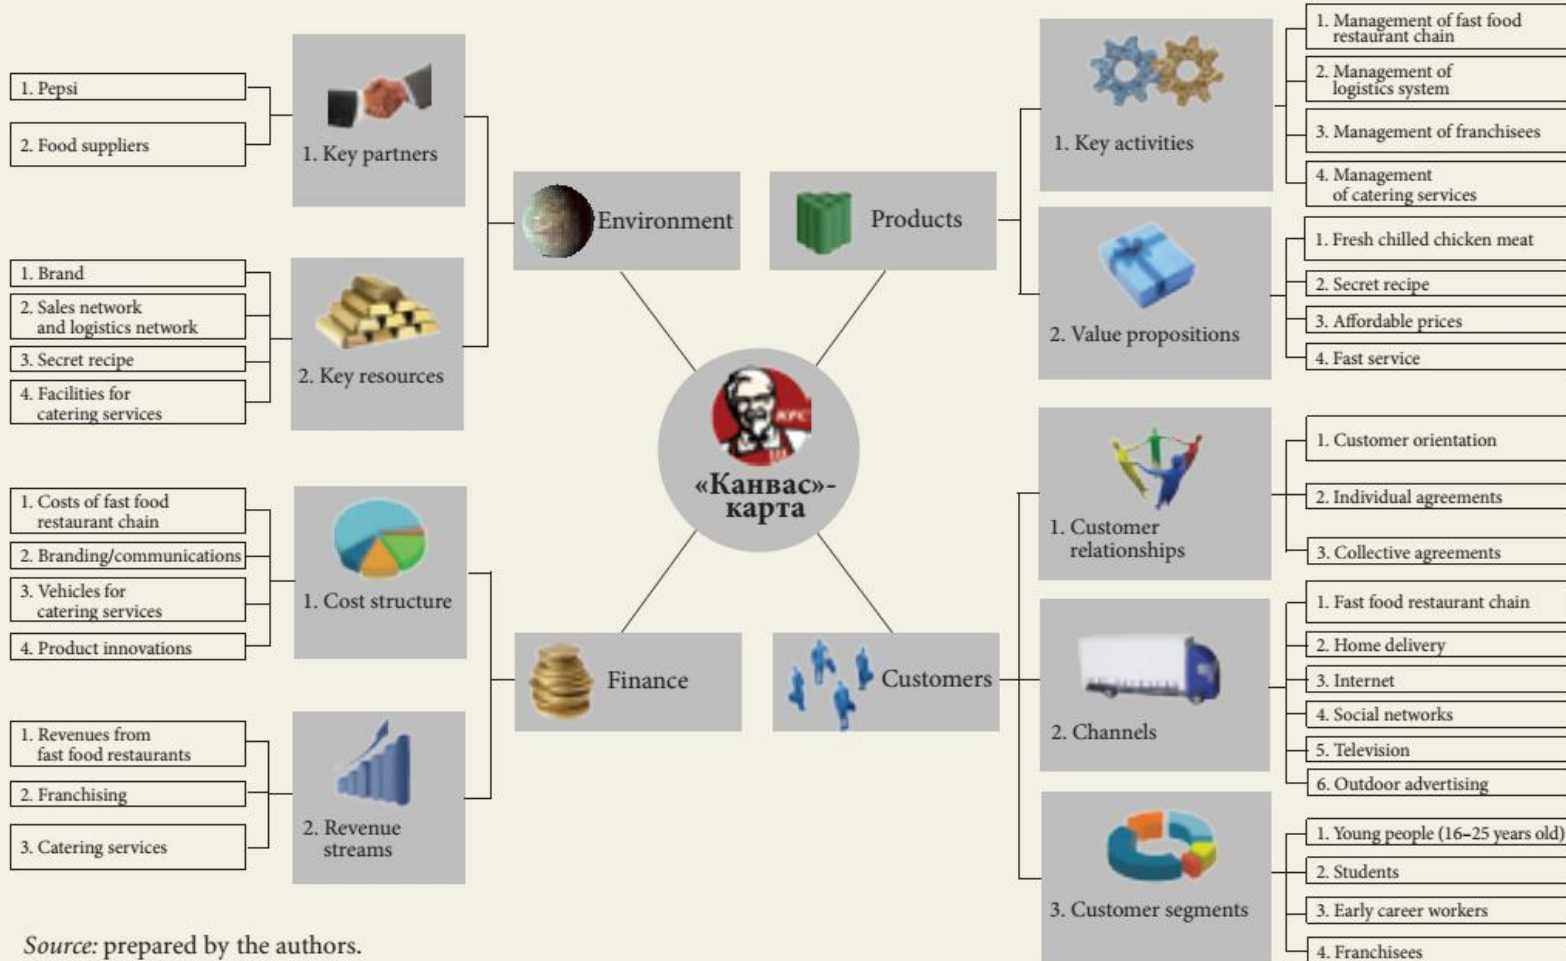 1. Pepsi
2. Food suppliers
1. Key partners
1. Brand
2. Sales network
and logistics network
3. Secret recipe
4. Facilities for
catering services
2. Key resources
Environment
Products
1. Key activities
1. Management of fast food
restaurant chain
2. Management of
logistics system
3. Management of franchisees
4. Management
of catering services
2. Value propositions
1. Fresh chilled chicken meat
2. Secret recipe
3. Affordable prices
4. Fast service
KFC
«Канвас»-
карта
1. Costs of fast food
restaurant chain
2. Branding/communications
3. Vehicles for
catering services
4. Product innovations
1. Cost structure
1. Revenues from
fast food restaurants
2. Franchising
3. Catering services
2. Revenue
streams
Finance
Customers
1. Customer
relationships
1. Customer orientation
2. Individual agreements
3. Collective agreements
2. Channels
1. Fast food restaurant chain
2. Home delivery
3. Internet
4. Social networks
5. Television
6. Outdoor advertising
3. Customer segments
1. Young people (16–25 years old)
2. Students
3. Early career workers
4. Franchisees
Source: prepared by the authors.